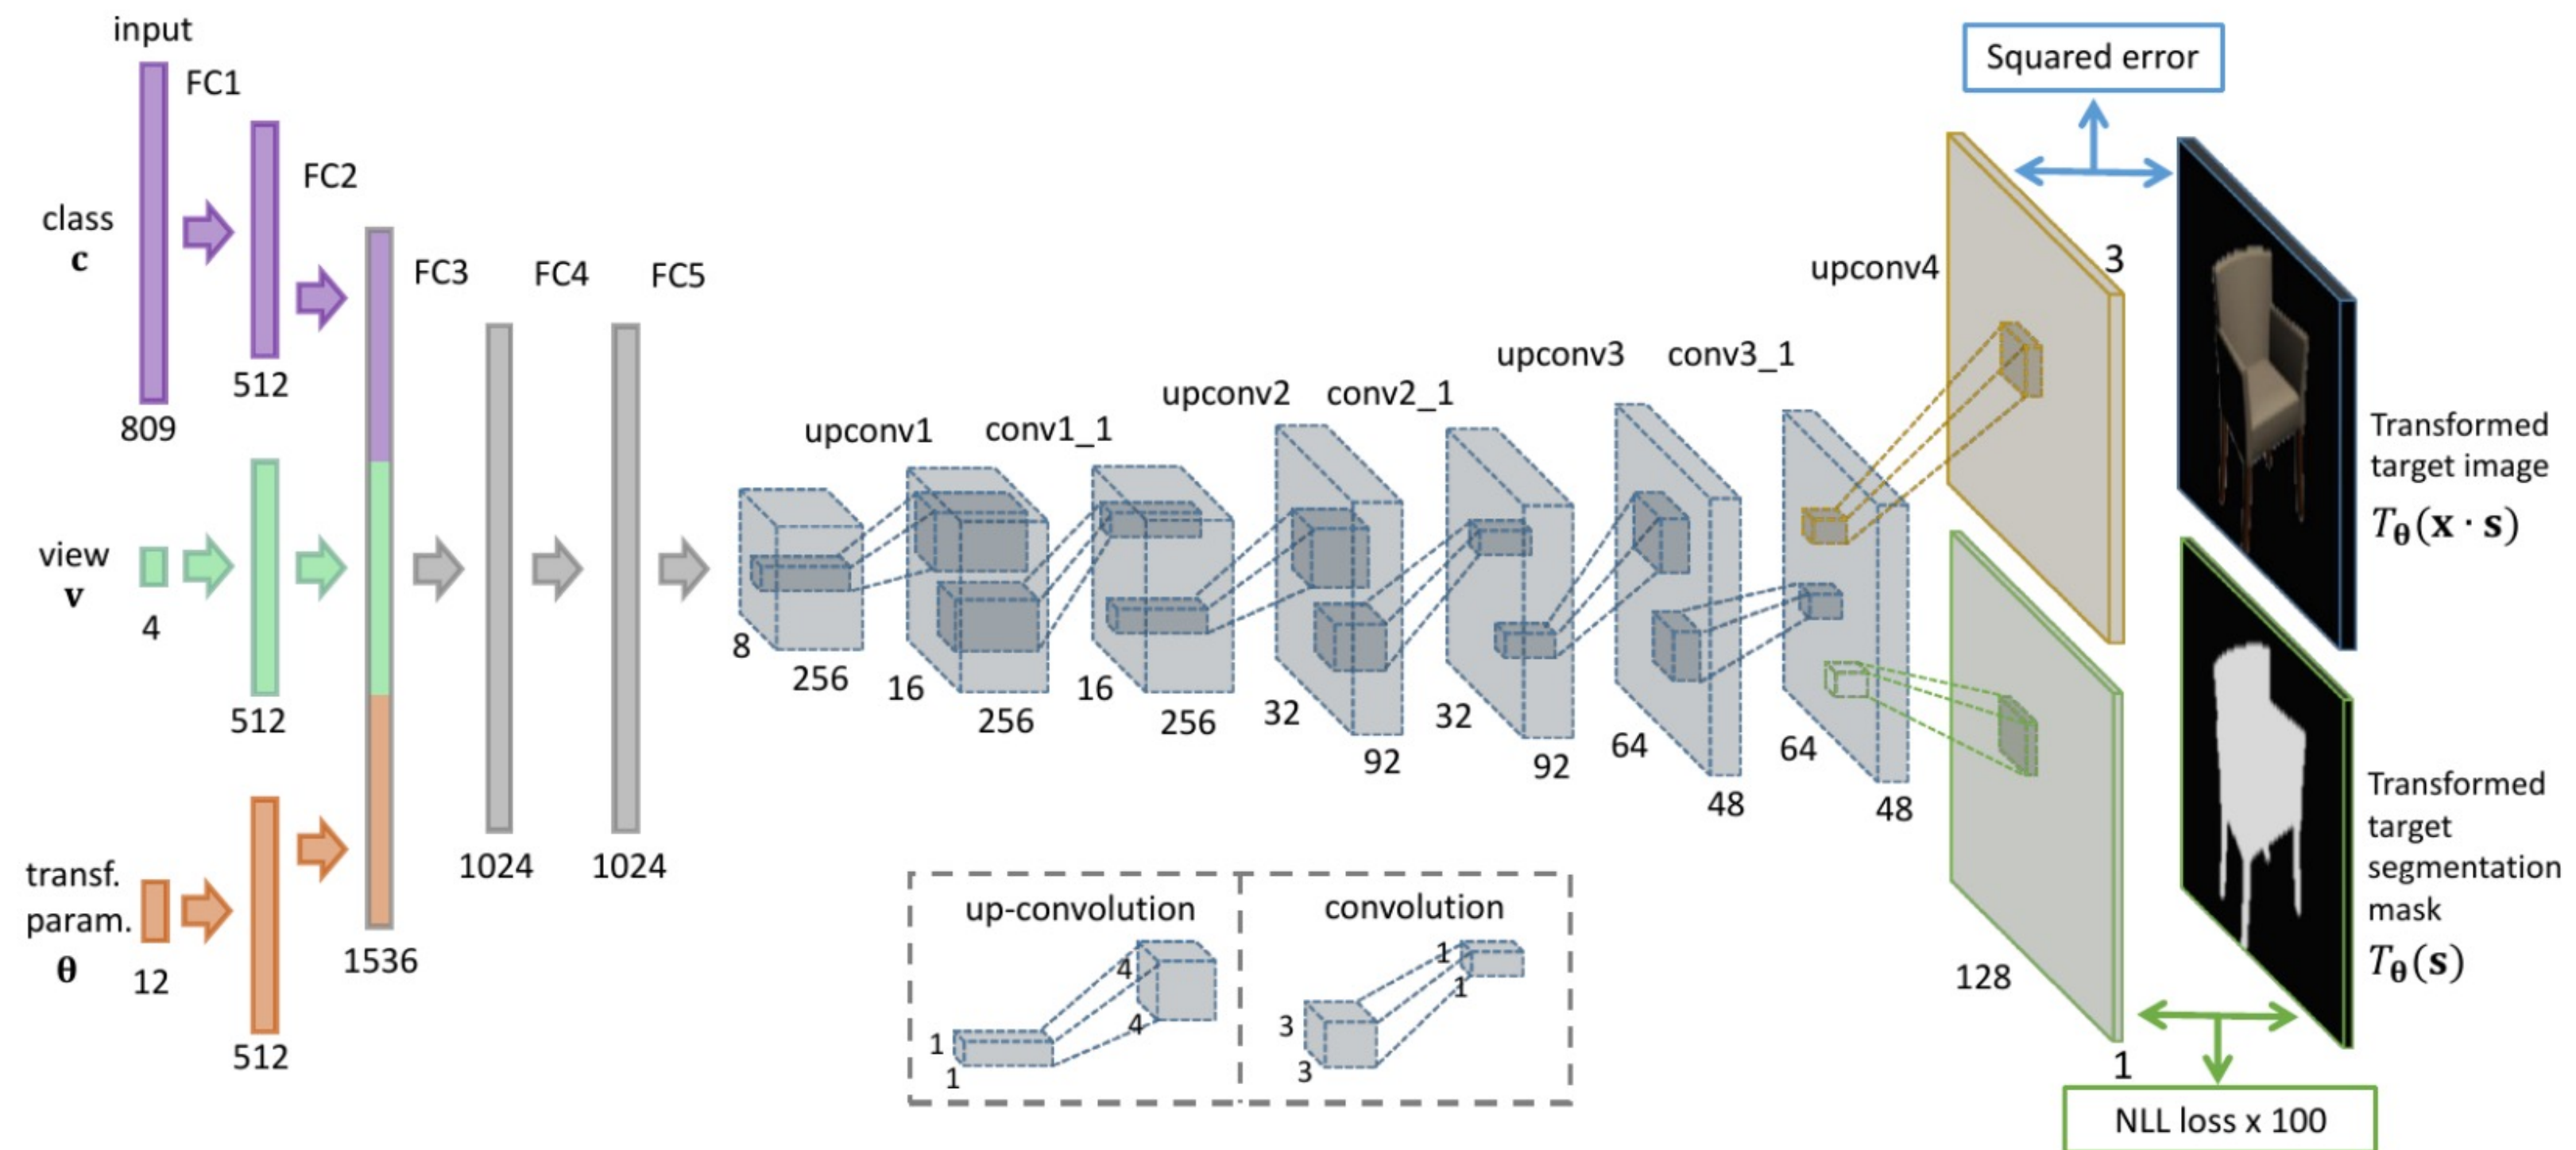 input
FC1
FC2
class
c
809
512
view
v
4
512
transf.
param.
θ
12
512
1536
FC3
FC4
FC5
1024
1024
upconv1
conv1_1
upconv2
conv2_1
upconv3
conv3_1
upconv4
8
256
16
256
16
256
32
92
32
92
64
48
64
48
3
128
1
Squared error
Transformed
target image
Tθ(x · s)
Transformed
target
segmentation
mask
Tθ(s)
NLL loss x 100
up-convolution
1
1
4
4
convolution
3
3
1
1